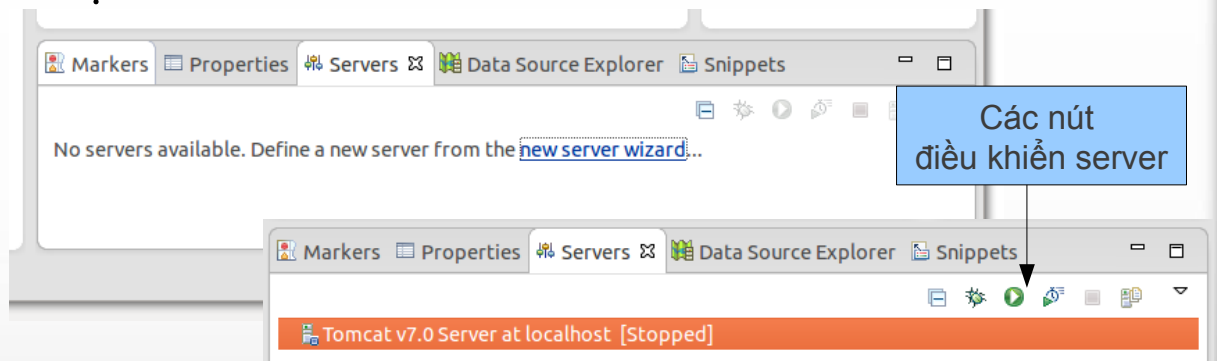 Markers Properties Servers Data Source Explorer Snippets
No servers available. Define a new server from the new server wizard...
Các nút
điều khiển server
Markers Properties Servers Data Source Explorer Snippets
Tomcat v7.0 Server at localhost [Stopped]